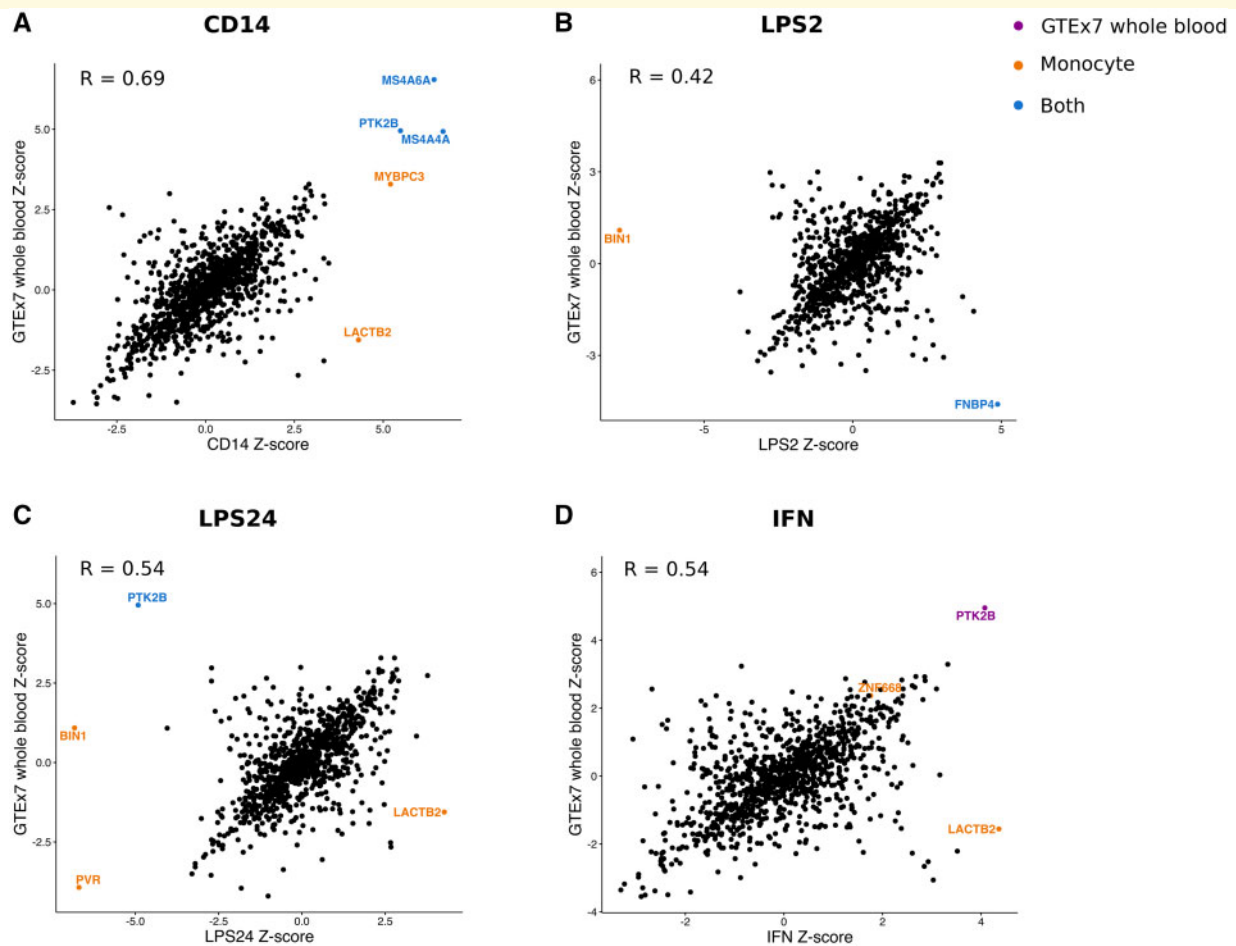 A
CD14
R = 0.69
MS4A6A
PTK2B
MS4A4A
MYBPC3
LACTB2
5.0
2.5
0.0
-2.5
-2.5
0.0
2.5
5.0
GTEx7 whole blood Z-score
CD14 Z-score
B
LPS2
R = 0.42
BIN1
FNBP4
6
3
0
-3
-5
0
5
GTEx7 whole blood Z-score
LPS2 Z-score
GTEx7 whole blood
Monocyte
Both
C
LPS24
R = 0.54
PTK2B
BIN1
LACTB2
PVR
5.0
2.5
0.0
-2.5
-5.0
-2.5
0.0
2.5
GTEx7 whole blood Z-score
LPS24 Z-score
D
IFN
R = 0.54
PTK2B
ZNF668
LACTB2
6
4
2
0
-2
-4
-2
0
2
4
GTEx7 whole blood Z-score
IFN Z-score